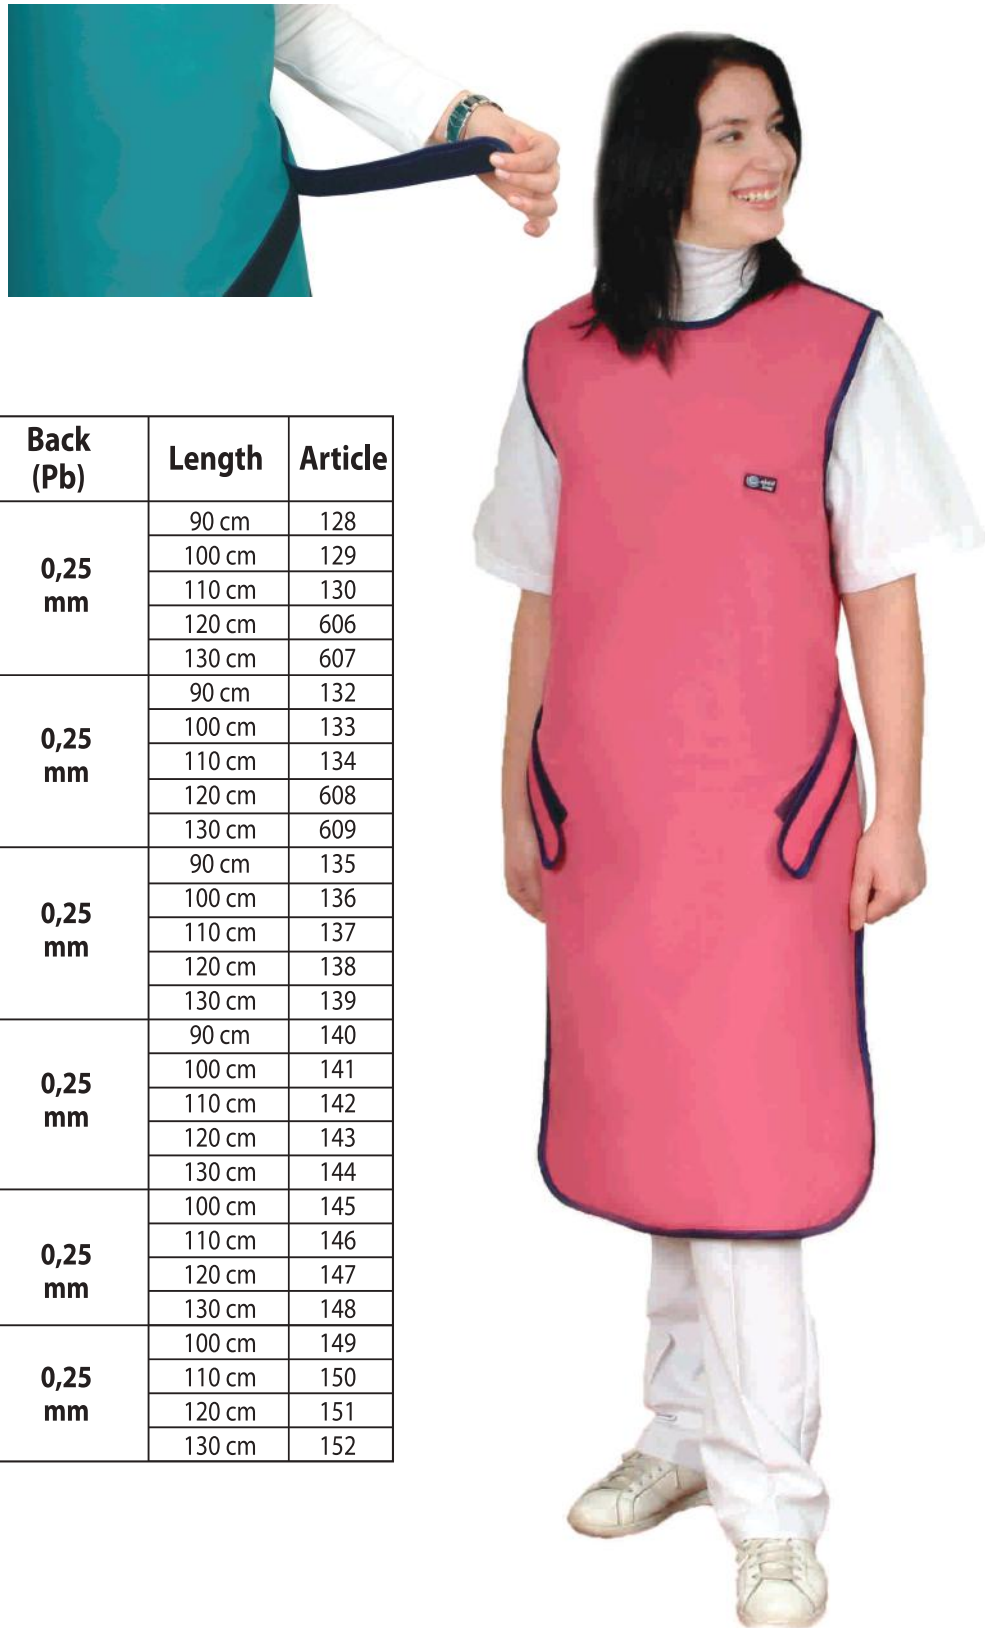 Back (Pb) Length Article
0,25 mm
90 cm 128
100 cm 129
110 cm 130
120 cm 606
130 cm 607
0,25 mm
90 cm 132
100 cm 133
110 cm 134
120 cm 608
130 cm 609
0,25 mm
90 cm 135
100 cm 136
110 cm 137
120 cm 138
130 cm 139
0,25 mm
90 cm 140
100 cm 141
110 cm 142
120 cm 143
130 cm 144
0,25 mm
100 cm 145
110 cm 146
120 cm 147
130 cm 148
0,25 mm
100 cm 149
110 cm 150
120 cm 151
130 cm 152